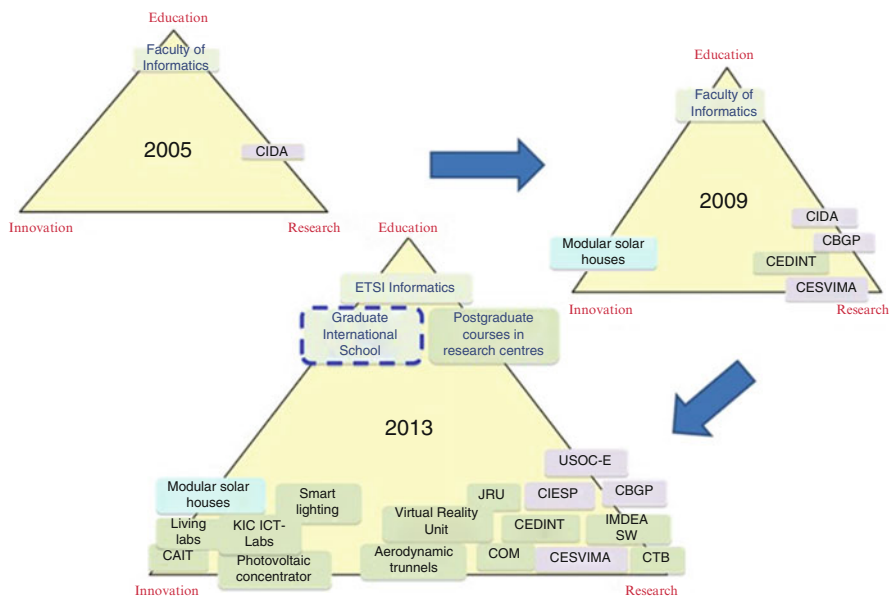 Education
Faculty of
Informatics
2005
CIDA
Innovation
Research
Education
Faculty of
Informatics
2009
CIDA
CBGP
Modular solar
houses
CEDINT
CESVIMA
Innovation
Research
Education
ETSI Informatics
Graduate
International
School
Postgraduate
courses in
research centres
2013
USOC-E
Modular solar
houses
Smart
lighting
JRU
CIESP
CBGP
Living
labs
KIC ICT-
Labs
Virtual Reality
Unit
CEDINT
IMDEA
SW
CAIT
Photovoltaic
concentrator
Aerodynamic
trunnels
COM
CESVIMA
CTB
Innovation
Research